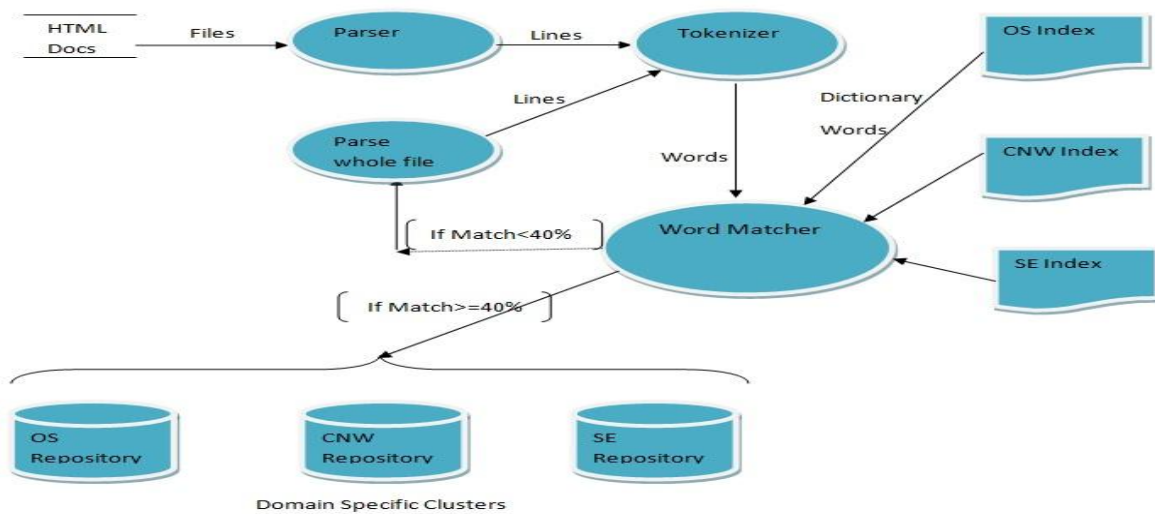 HTML
Docs
Files
Parser
Lines
Tokenizer
OS Index
Lines
Dictionary
Words
Parse
whole file
Words
CNW Index
If Match<40%
Word Matcher
SE Index
If Match>=40%
OS
Repository
CNW
Repository
SE
Repository
Domain Specific Clusters